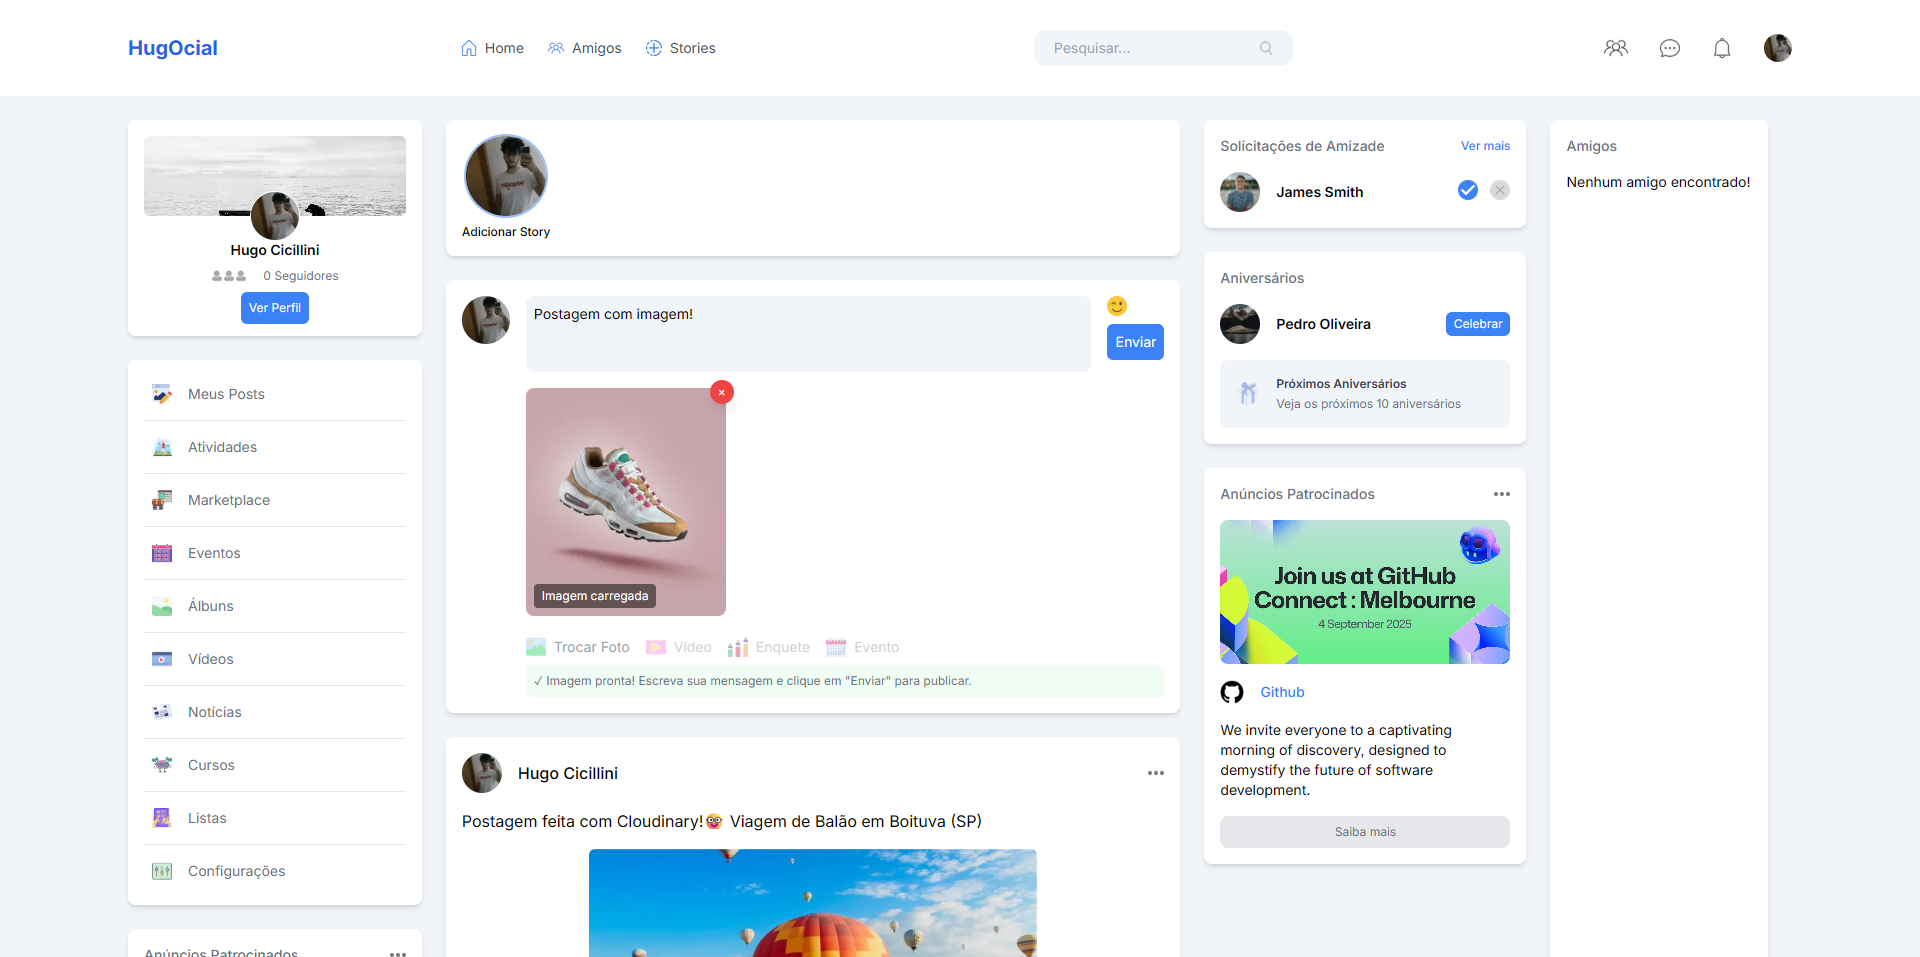 HugOcial
Home
Amigos
Stories
Pesquisar...
Hugo Cicillini
0 Seguidores
Ver Perfil
Meus Posts
Atividades
Marketplace
Eventos
Álbuns
Vídeos
Notícias
Cursos
Listas
Configurações
Anúncios Patrocinados
Adicionar Story
Postagem com imagem!
Enviar
×
Imagem carregada
Trocar Foto
Vídeo
Enquete
Evento
✓ Imagem pronta! Escreva sua mensagem e clique em "Enviar" para publicar.
Hugo Cicillini
Postagem feita com Cloudinary!🤪 Viagem de Balão em Boituva (SP)
Solicitações de Amizade
Ver mais
James Smith
Aniversários
Pedro Oliveira
Celebrar
Próximos Aniversários
Veja os próximos 10 aniversários
Anúncios Patrocinados
Join us at GitHub
Connect : Melbourne
4 September 2025
Github
We invite everyone to a captivating
morning of discovery, designed to
demystify the future of software
development.
Saiba mais
Amigos
Nenhum amigo encontrado!